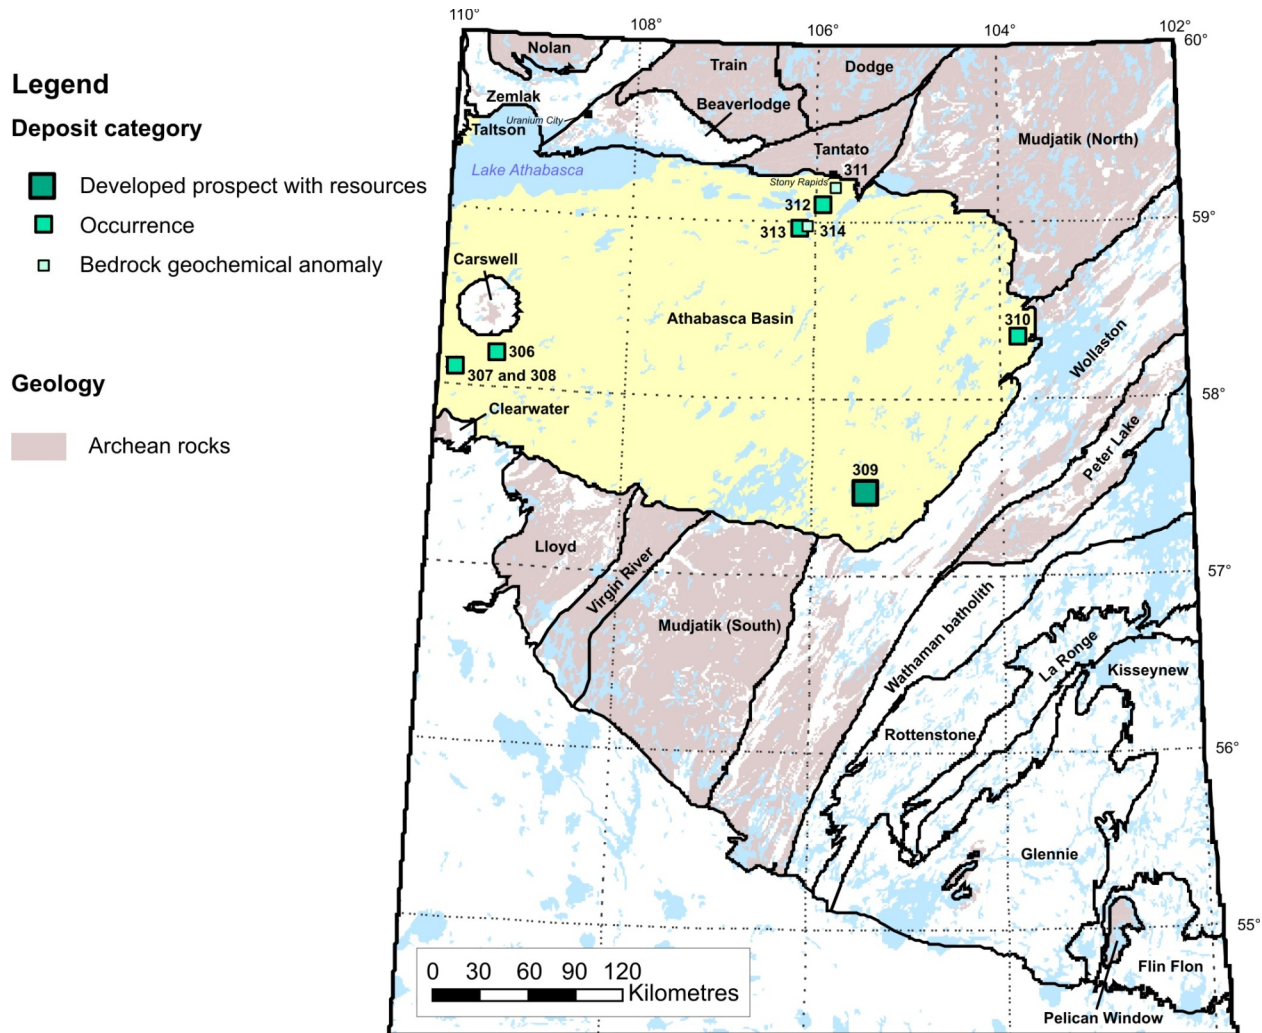 110°
108°
106°
104°
102°
60°
Legend
Deposit category
Developed prospect with resources
Occurrence
Bedrock geochemical anomaly
Geology
Archean rocks
Nolan
Train
Dodge
Zemlak
Beaverlodge
Uranium City
Taltson
Mudjatik (North)
Tantato
Lake Athabasca
311
Stony Rapids
312
59°
313
314
Carswell
Athabasca Basin
310
Wollaston
306
307 and 308
58°
Clearwater
Peter Lake
309
Lloyd
Virgin River
57°
Mudjatik (South)
Wathaman batholith
La Ronge
Kisseynew
Rottenstone
56°
Glennie
55°
Flin Flon
Pelican Window
0 30 60 90 120
Kilometres